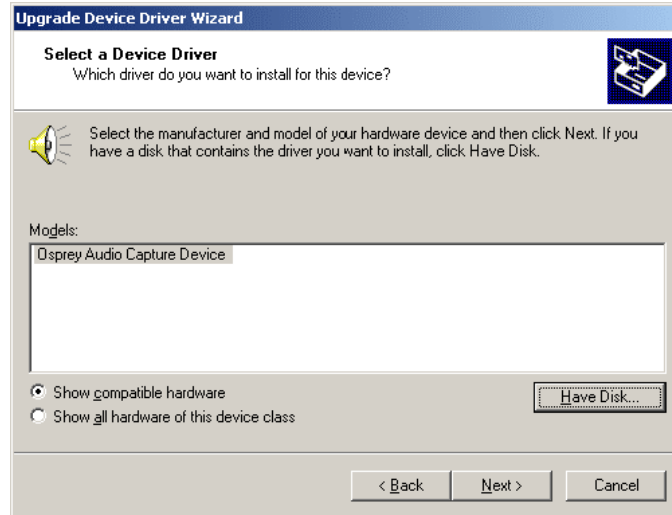 Upgrade Device Driver Wizard
Select a Device Driver
Which driver do you want to install for this device?
Select the manufacturer and model of your hardware device and then click Next. If you
have a disk that contains the driver you want to install, click Have Disk.
Models:
Osprey Audio Capture Device
Show compatible hardware
Have Disk...
Show all hardware of this device class
< Back
Next >
Cancel